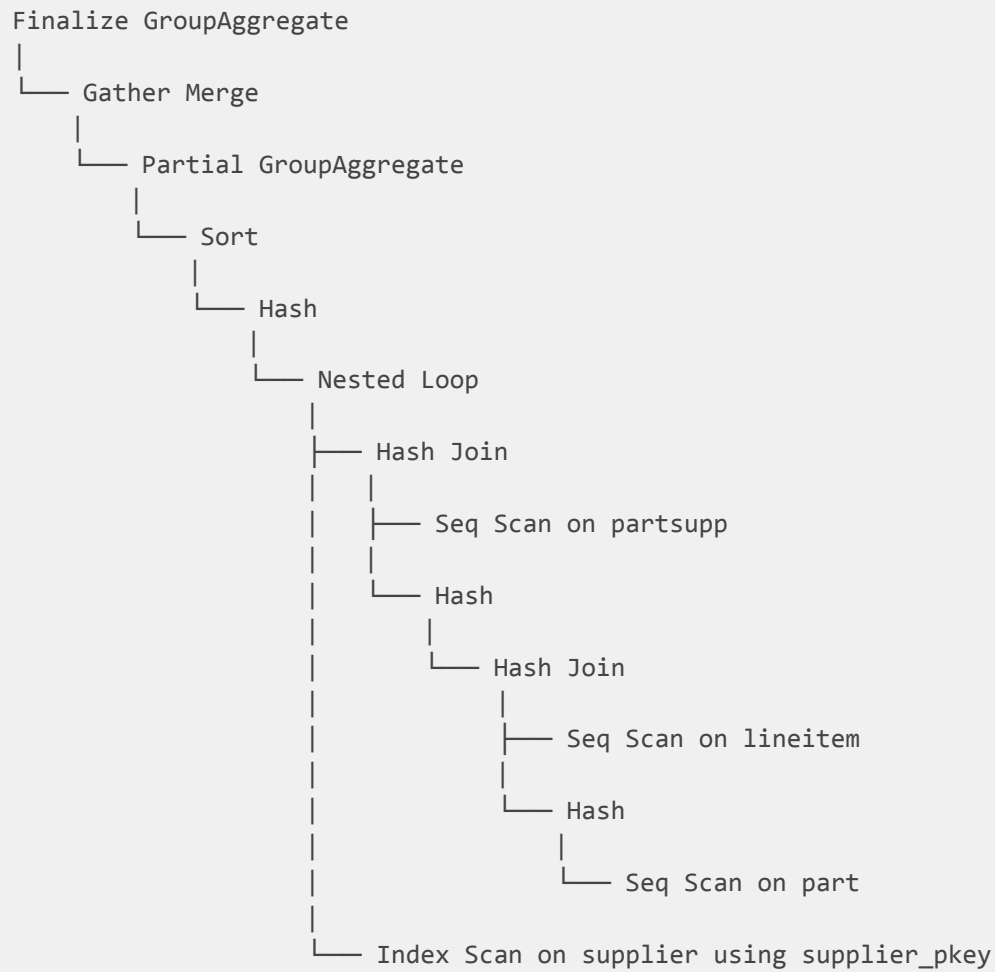 Finalize GroupAggregate
Gather Merge
Partial GroupAggregate
Sort
Hash
Nested Loop
Hash Join
Seq Scan on partsupp
Hash
Hash Join
Seq Scan on lineitem
Hash
Seq Scan on part
Index Scan on supplier using supplier_pkey